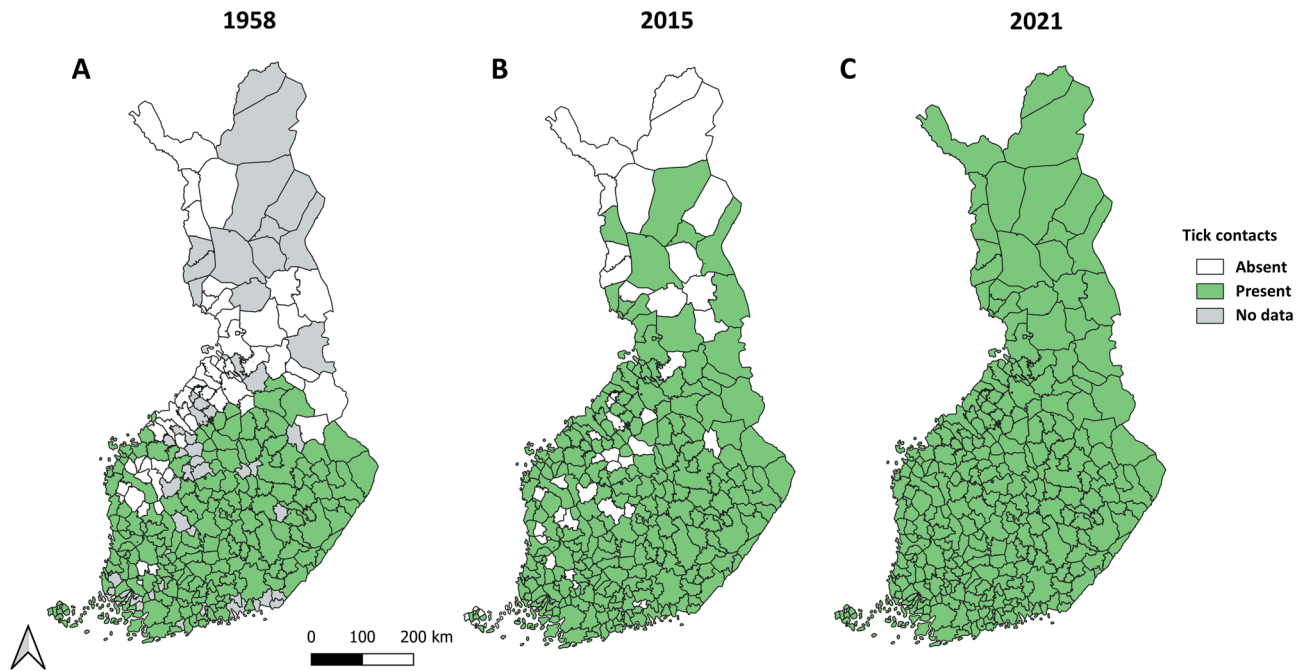 1958
2015
2021
A
B
C
Tick contacts
Absent
Present
No data
0 100 200 km